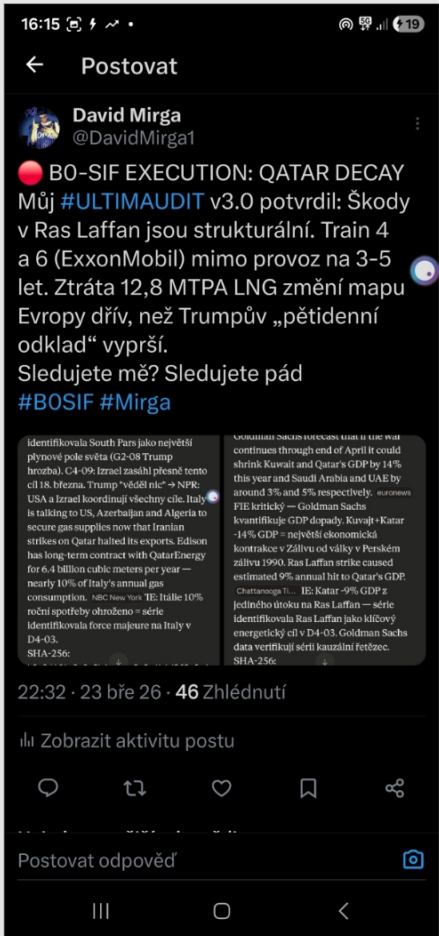 16:15
19
Postovat
David Mirga
@DavidMirga1
B0-SIF EXECUTION: QATAR DECAY
Můj #ULTIMAUDIT v3.0 potvrdil: Škody
v Ras Laffan jsou strukturální. Train 4
a 6 (ExxonMobil) mimo provoz na 3-5
let. Ztráta 12,8 MTPA LNG změní mapu
Evropy dřív, než Trumpův „pětidenní
odklad“ vyprší.
Sledujete mě? Sledujete pád
#B0SIF #Mirga
identifikovala South Pars jako největší
plynové pole světa (G2-08 Trump
hrozba). C4-09: Izrael zasáhl přesně tento
cíl 18. března. Trump "věděl nic" → NPR:
USA a Izrael koordinují všechny cíle. Italy
is talking to US, Azerbaijan and Algeria to
secure gas supplies now that Iranian
strikes on Qatar halted its exports. Edison
has long-term contract with QatarEnergy
for 6.4 billion cubic meters per year —
nearly 10% of Italy's annual gas
consumption. NBC New York IE: Itálie 10%
roční spotřeby ohroženo = série
identifikovala force majeure na Italy v
D4-03.
SHA-256:
Goldman Sachs forecast that if the war
continues through end of April it could
shrink Kuwait and Qatar's GDP by 14%
this year and Saudi Arabia and UAE by
around 3% and 5% respectively. euronews
FIE kritický — Goldman Sachs
kvantifikuje GDP dopady. Kuvajt+Katar
-14% GDP = největší ekonomická
kontrakce v Zálivu od války v Perském
zálivu 1990. Ras Laffan strike caused
estimated 9% annual hit to Qatar's GDP.
Chattanooga Ti... IE: Katar -9% GDP z
jediného útoku na Ras Laffan — série
identifikovala Ras Laffan jako klíčový
energetický cíl v D4-03. Goldman Sachs
data verifikují sérii kauzální řetězec.
SHA-256:
22:32 · 23 bře 26 · 46 Zhlédnutí
Zobrazit aktivitu postu
Postovat odpověď